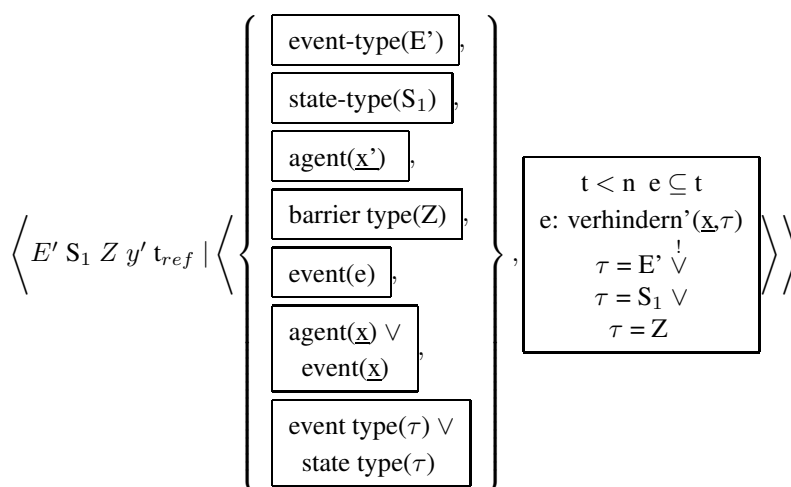 event-type(E’),
state-type(S₁),
agent(x’),
barrier type(Z),
E′ S₁ Z y′ t_ref |
event(e),
agent(x) ∨
event(x),
event type(τ) ∨
state type(τ)
,
t < n e ⊆ t
e: verhindern’(x,τ)
τ = E’ ∨!
τ = S₁ ∨
τ = Z